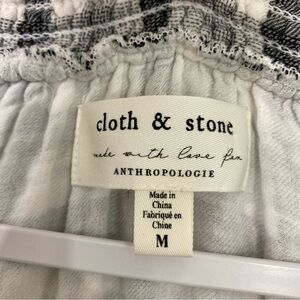 cloth & stone
made with love for
ANTHROPOLOGIE
Made in
China
Fabriqué en
Chine
M